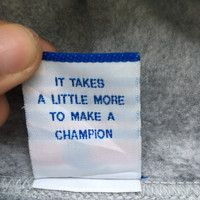 IT TAKES
A LITTLE MORE
TO MAKE A
CHAMPION